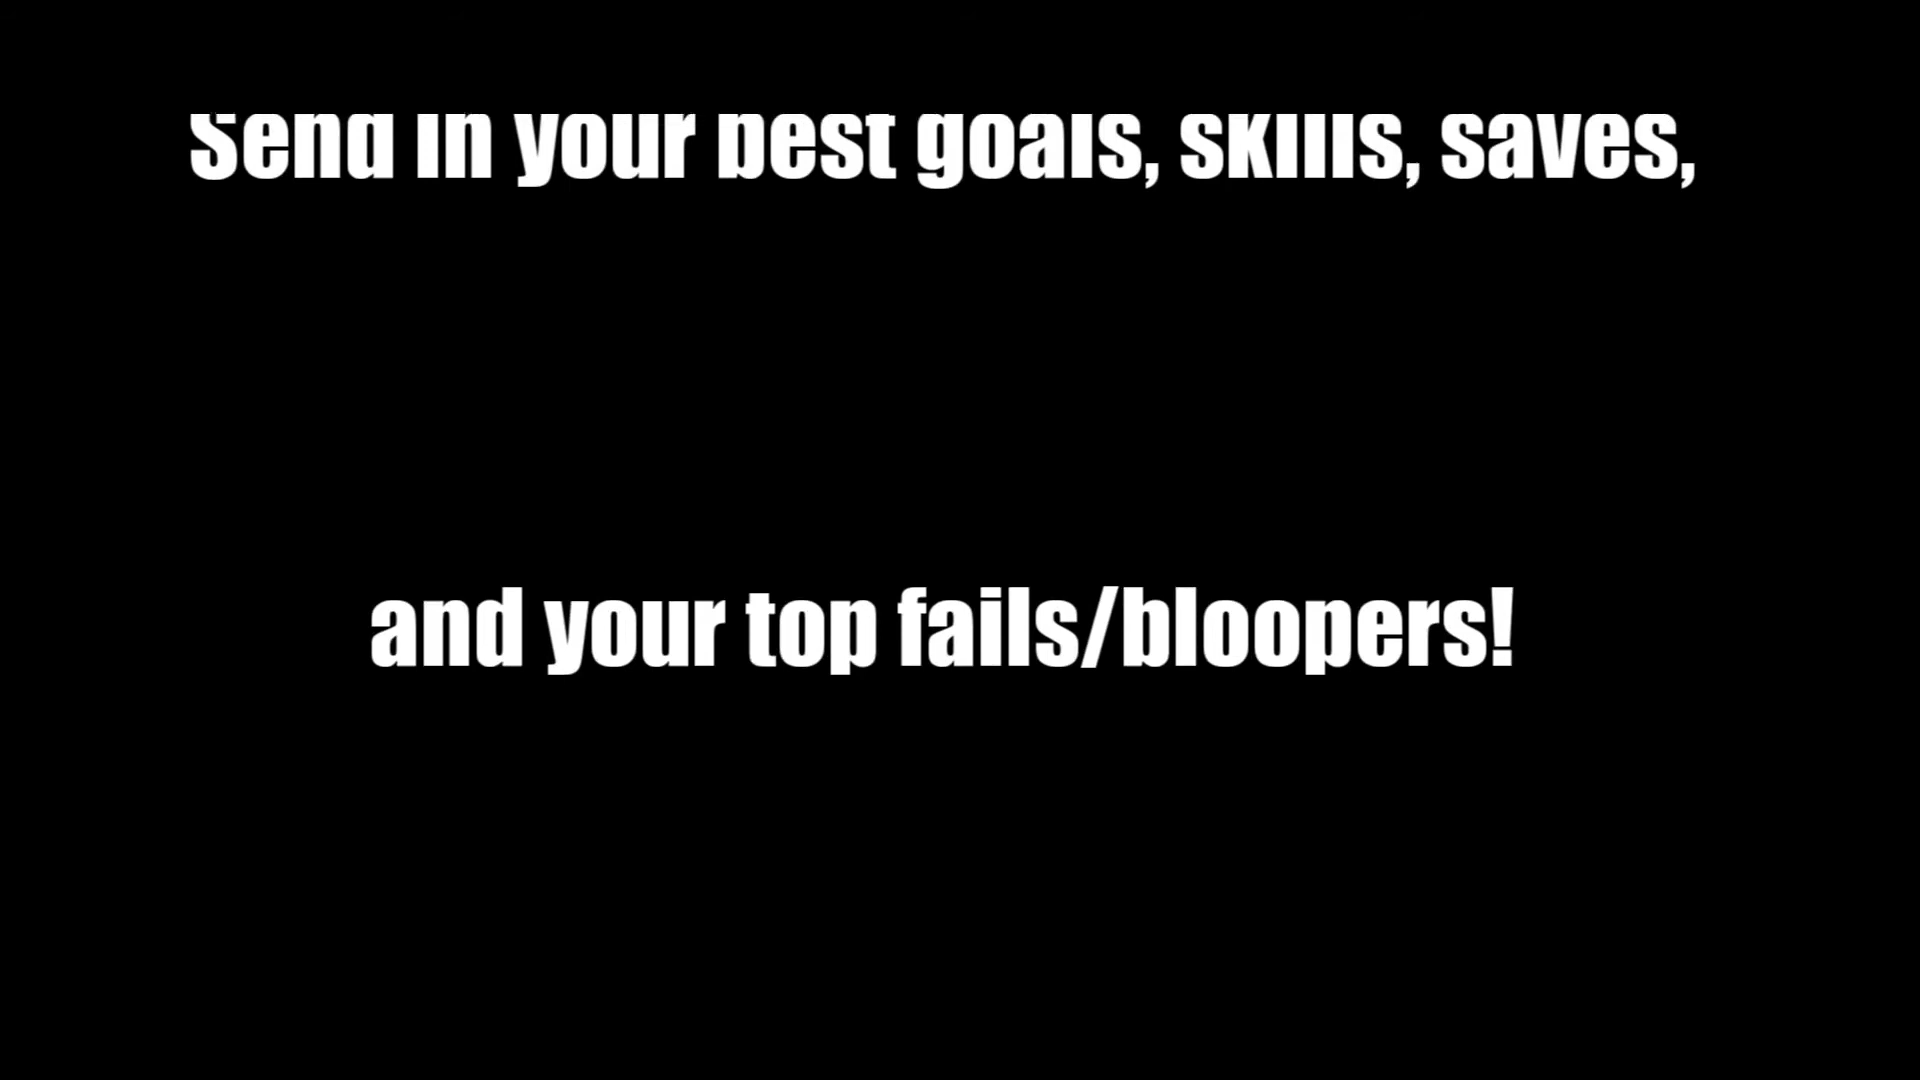 Send in your best goals, skills, saves,
and your top fails/bloopers!